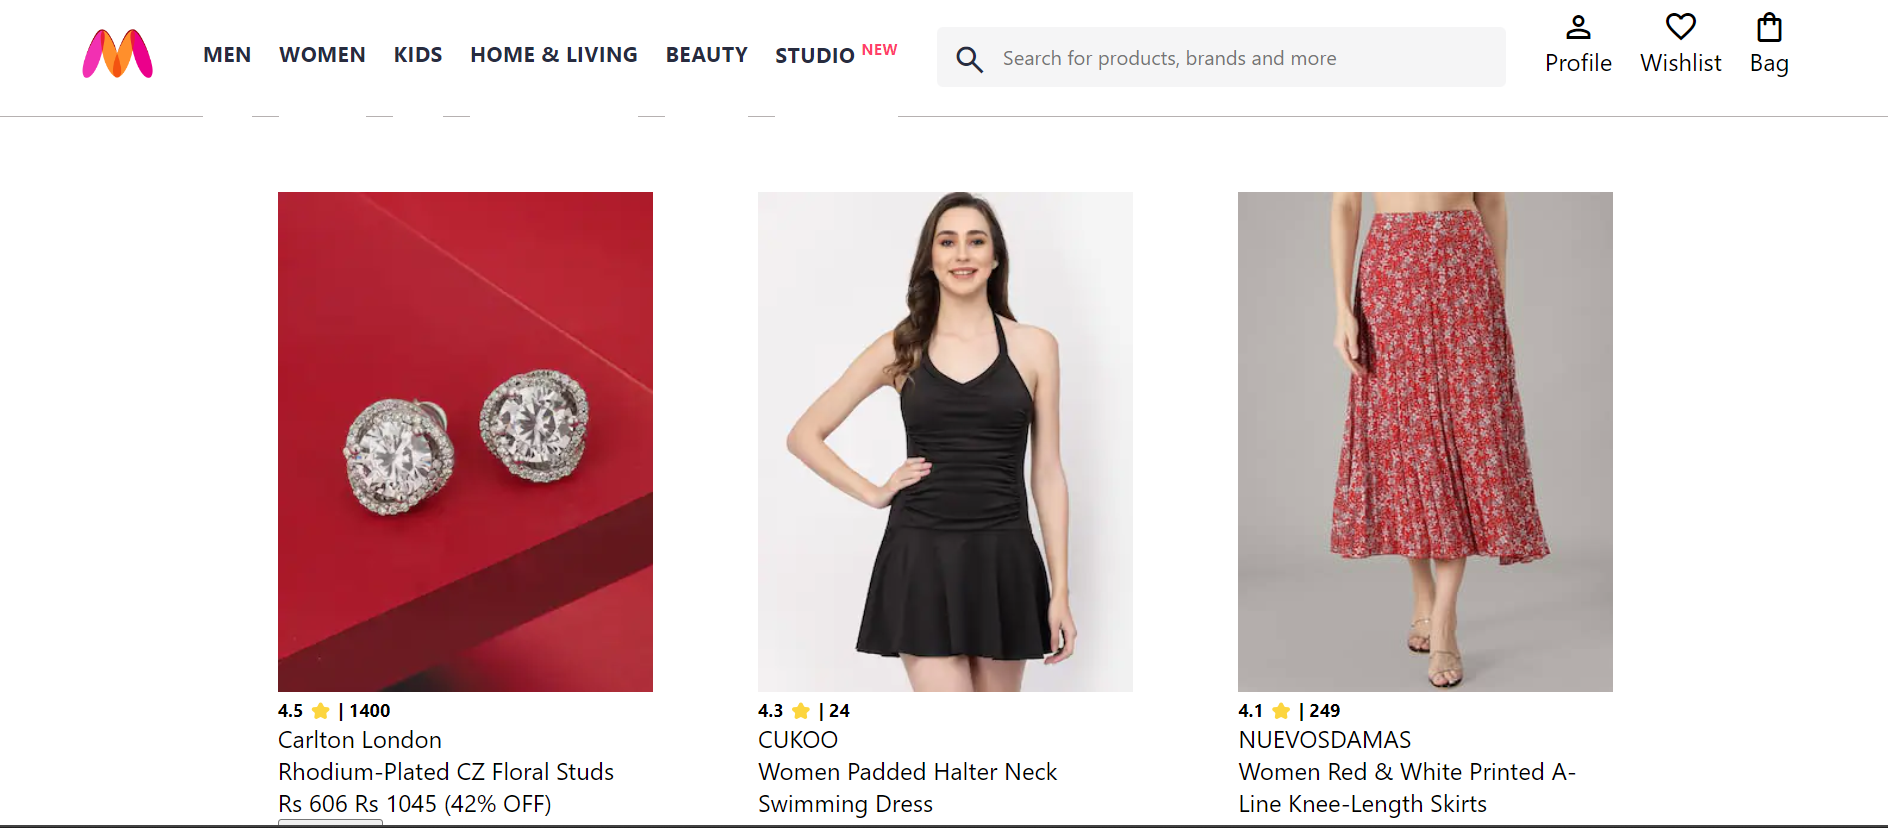 MEN WOMEN KIDS HOME & LIVING BEAUTY STUDIO NEW Search for products, brands and more Profile Wishlist Bag
4.5 | 1400
Carlton London
Rhodium-Plated CZ Floral Studs
Rs 606 Rs 1045 (42% OFF)
4.3 | 24
CUKOO
Women Padded Halter Neck
Swimming Dress
4.1 | 249
NUEVOSDAMAS
Women Red & White Printed A-
Line Knee-Length Skirts